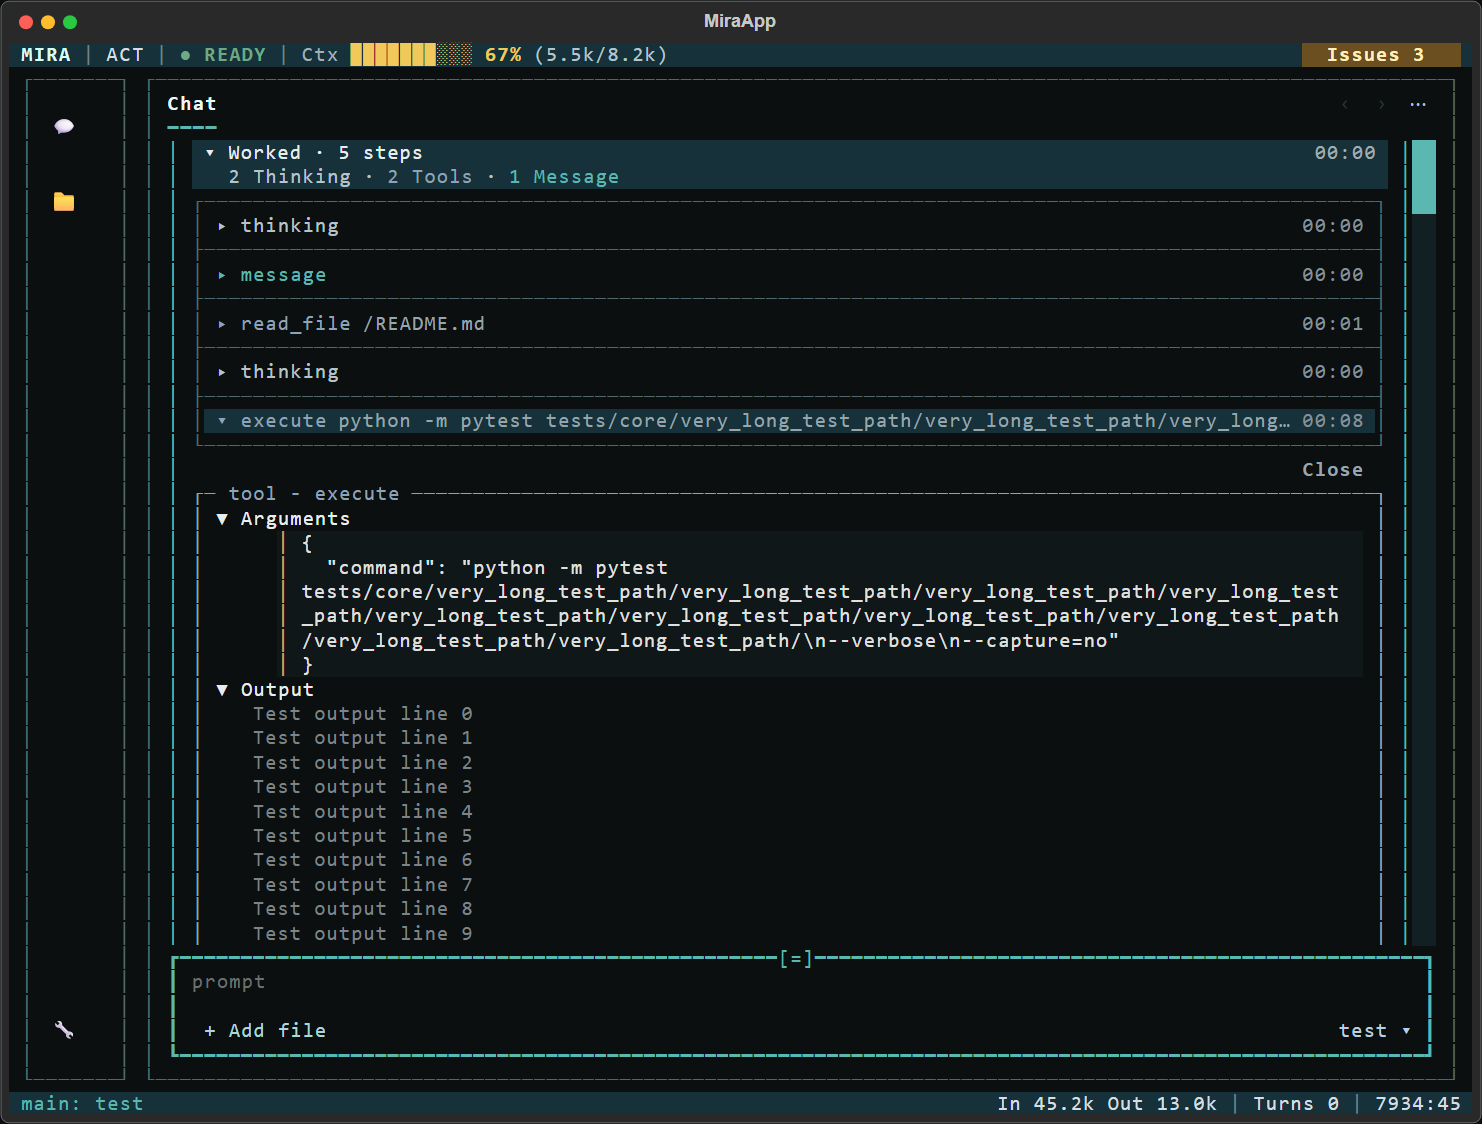 MiraApp
MIRA │ ACT │ ● READY │ Ctx 67% (5.5k/8.2k) Issues 3
Chat ‹ › …
▾ Worked · 5 steps 00:00
2 Thinking · 2 Tools · 1 Message
▸ thinking 00:00
▸ message 00:00
▸ read_file /README.md 00:01
▸ thinking 00:00
▾ execute python -m pytest tests/core/very_long_test_path/very_long_test_path/very_long… 00:08
Close
tool - execute
▼ Arguments
{
"command": "python -m pytest
tests/core/very_long_test_path/very_long_test_path/very_long_test_path/very_long_test
_path/very_long_test_path/very_long_test_path/very_long_test_path/very_long_test_path
/very_long_test_path/very_long_test_path/\n--verbose\n--capture=no"
}
▼ Output
Test output line 0
Test output line 1
Test output line 2
Test output line 3
Test output line 4
Test output line 5
Test output line 6
Test output line 7
Test output line 8
Test output line 9
[=]
prompt
+ Add file test ▾
main: test In 45.2k Out 13.0k │ Turns 0 │ 7934:45